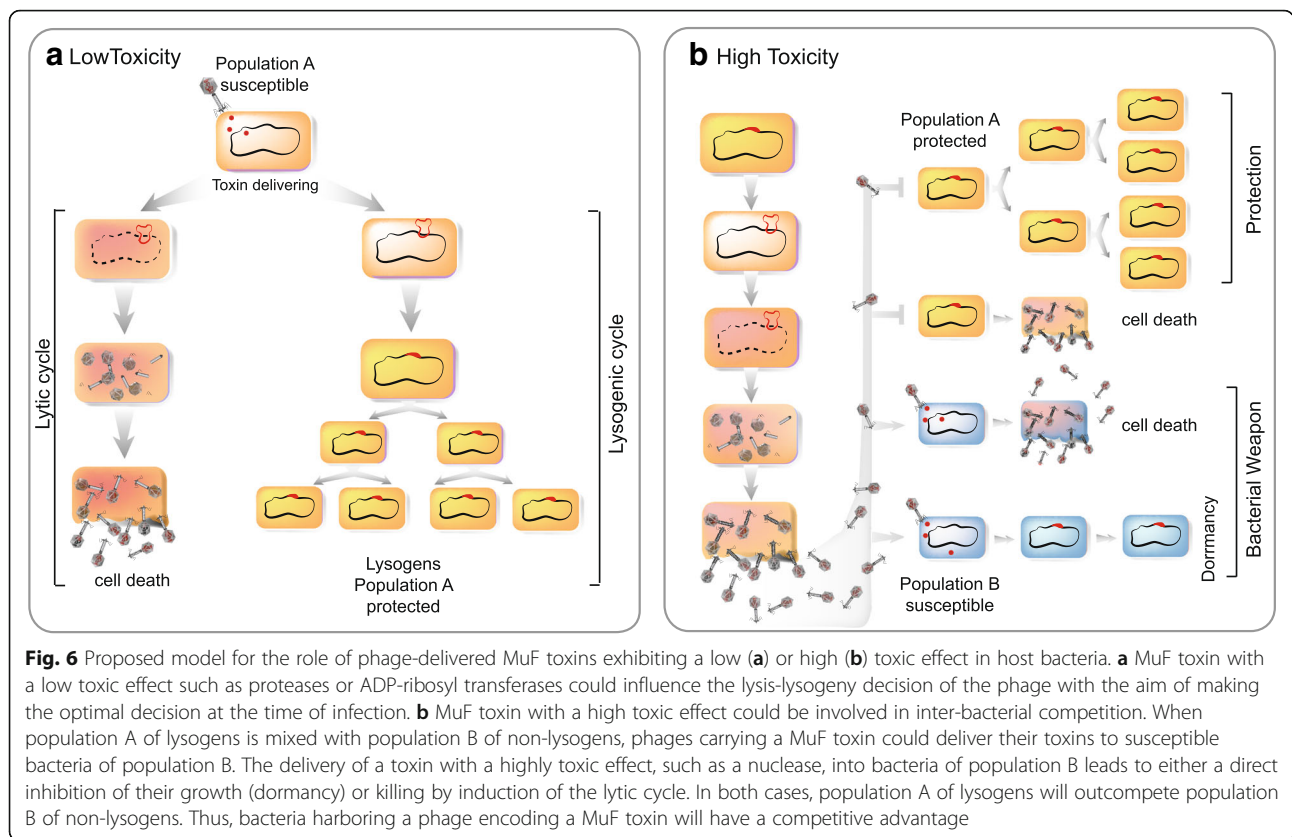 a LowToxicity
Population A
susceptible
Toxin delivering
Lytic cycle
cell death
Lysogenic cycle
Lysogens
Population A
protected
b High Toxicity
Population A
protected
Protection
cell death
cell death
Bacterial Weapon
Dorrmancy
Population B
susceptible
Fig. 6 Proposed model for the role of phage-delivered MuF toxins exhibiting a low (a) or high (b) toxic effect in host bacteria. a MuF toxin with
a low toxic effect such as proteases or ADP-ribosyl transferases could influence the lysis-lysogeny decision of the phage with the aim of making
the optimal decision at the time of infection. b MuF toxin with a high toxic effect could be involved in inter-bacterial competition. When
population A of lysogens is mixed with population B of non-lysogens, phages carrying a MuF toxin could deliver their toxins to susceptible
bacteria of population B. The delivery of a toxin with a highly toxic effect, such as a nuclease, into bacteria of population B leads to either a direct
inhibition of their growth (dormancy) or killing by induction of the lytic cycle. In both cases, population A of lysogens will outcompete population
B of non-lysogens. Thus, bacteria harboring a phage encoding a MuF toxin will have a competitive advantage